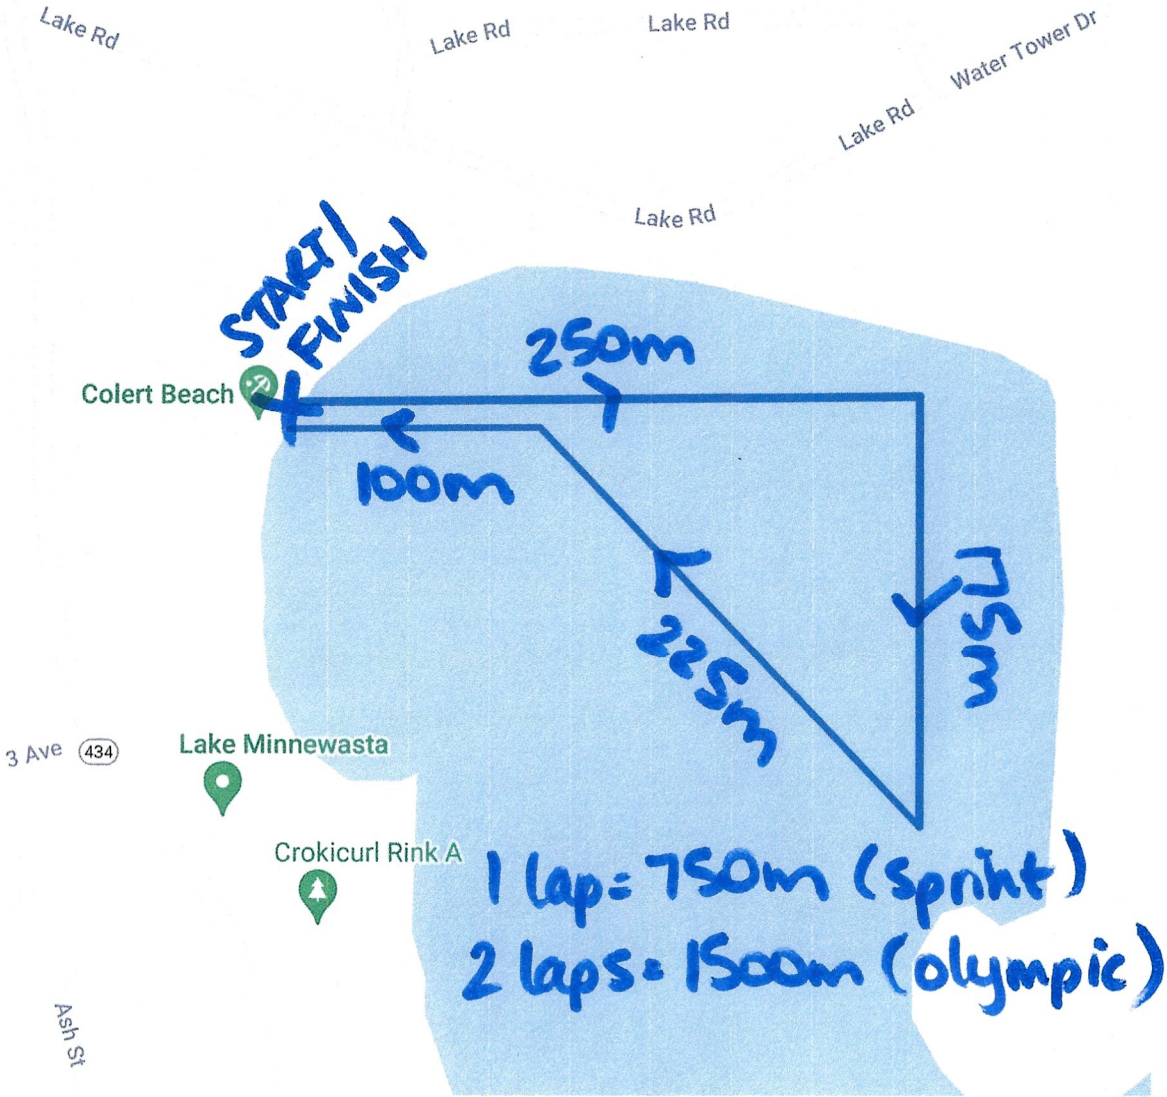 Lake Rd
Lake Rd
Lake Rd
Water Tower Dr
Lake Rd
Lake Rd
START/
FINISH
250m
Colert Beach
100m
175m
225m
Lake Minnewasta
3 Ave 434
Crokicurl Rink A
1 lap = 750m (sprint)
2 laps = 1500m (olympic)
Ash St